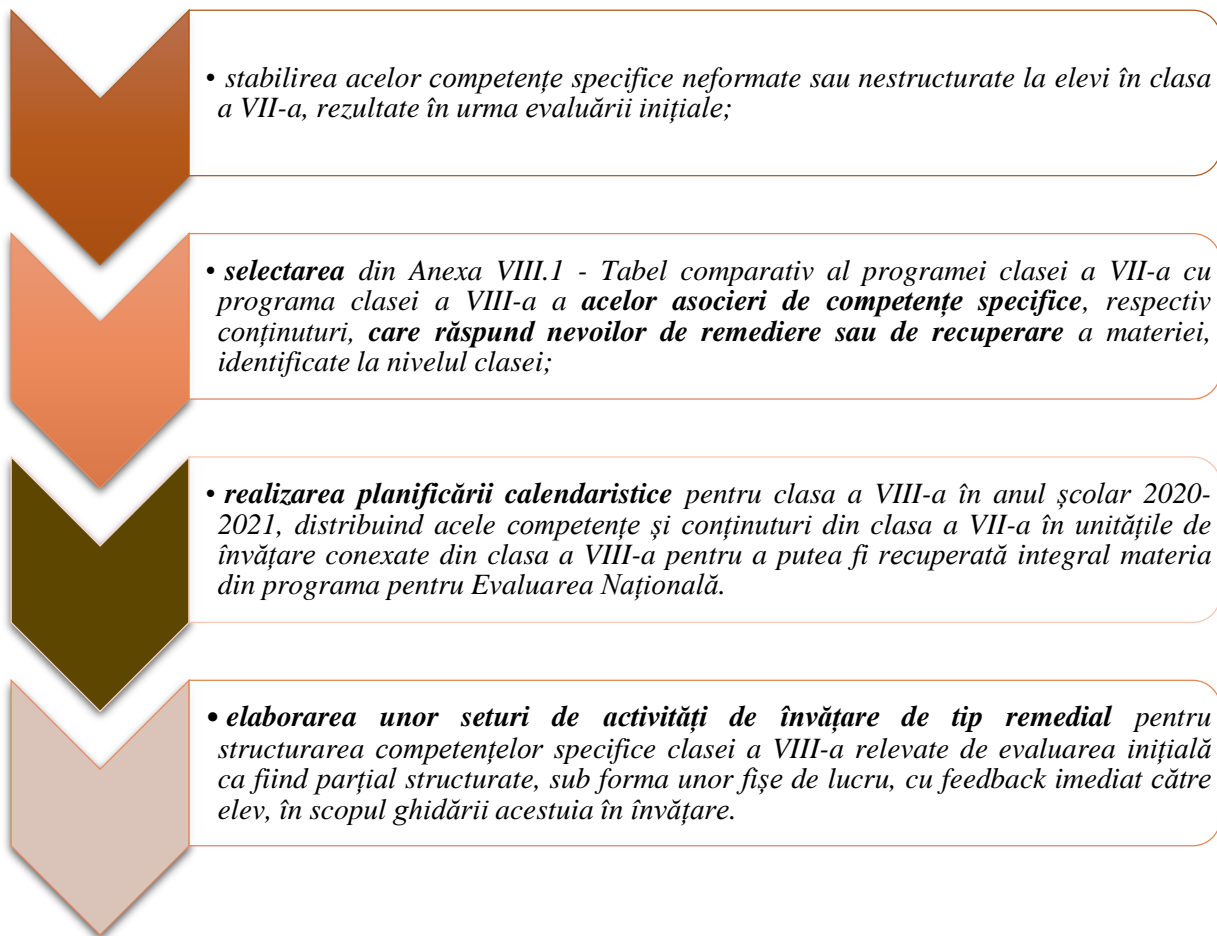 • stabilirea acelor competențe specifice neformate sau nestructurate la elevi în clasa
a VII-a, rezultate în urma evaluării inițiale;
• selectarea din Anexa VIII.1 - Tabel comparativ al programei clasei a VII-a cu
programa clasei a VIII-a a acelor asocieri de competențe specifice, respectiv
conținuturi, care răspund nevoilor de remediere sau de recuperare a materiei,
identificate la nivelul clasei;
• realizarea planificării calendaristice pentru clasa a VIII-a în anul școlar 2020-
2021, distribuind acele competențe și conținuturi din clasa a VII-a în unitățile de
învățare conexate din clasa a VIII-a pentru a putea fi recuperată integral materia
din programa pentru Evaluarea Națională.
• elaborarea unor seturi de activități de învățare de tip remedial pentru
structurarea competențelor specifice clasei a VIII-a relevate de evaluarea inițială
ca fiind parțial structurate, sub forma unor fișe de lucru, cu feedback imediat către
elev, în scopul ghidării acestuia în învățare.